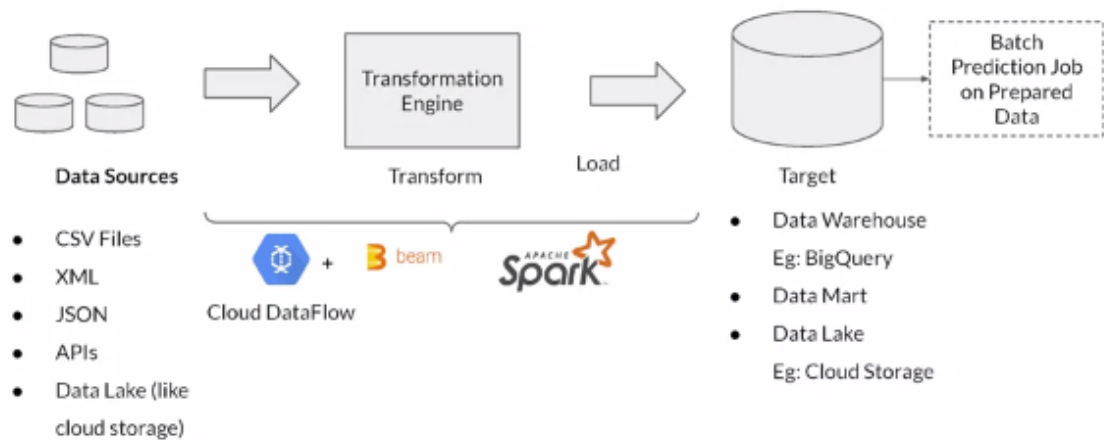 Transformation
Engine
Batch
Prediction Job
on Prepared
Data
Data Sources
Transform
Load
Target
• CSV Files
• XML
• JSON
• APIs
• Data Lake (like
cloud storage)
+
beam
APACHE
Spark
Cloud DataFlow
• Data Warehouse
Eg: BigQuery
• Data Mart
• Data Lake
Eg: Cloud Storage